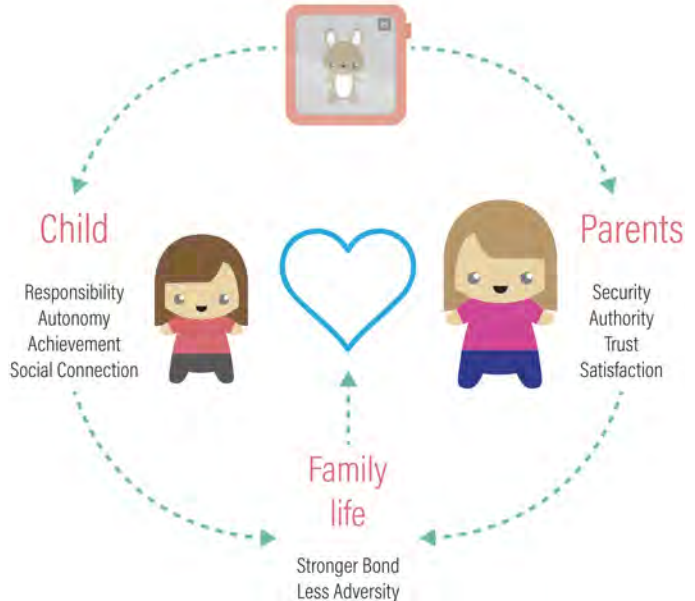 Child
Responsibility
Autonomy
Achievement
Social Connection
Parents
Security
Authority
Trust
Satisfaction
Family
life
Stronger Bond
Less Adversity